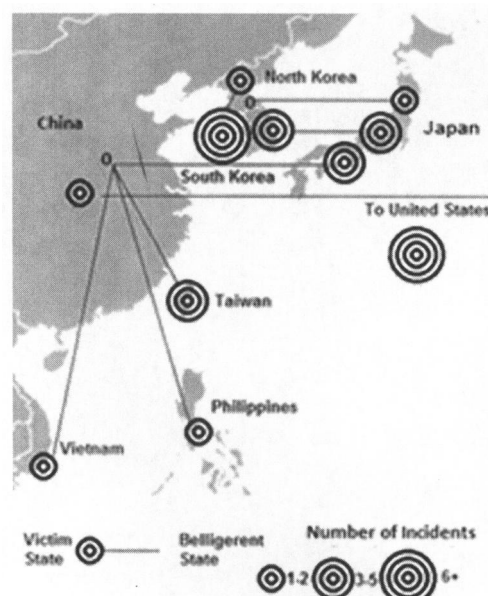 North Korea
0
China
Japan
0
South Korea
To United States
Taiwan
Philippines
Vietnam
Number of Incidents
Victim State
Belligerent State
1-2
3-5
6+